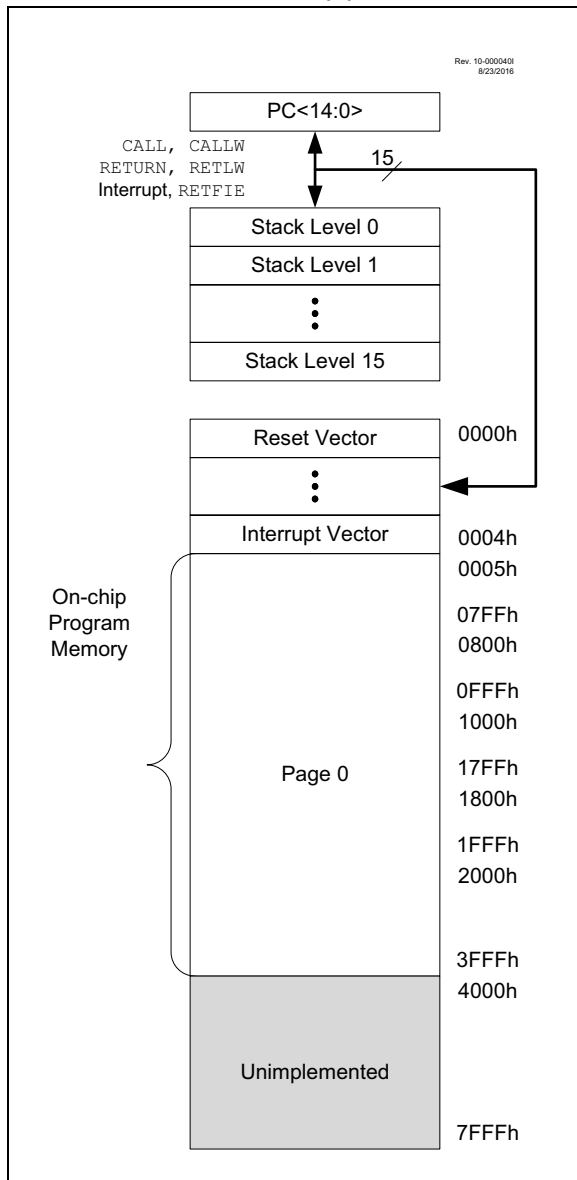 Rev. 10-000040I
8/23/2016
PC<14:0>
CALL, CALLW
RETURN, RETLW
Interrupt, RETFIE
15
Stack Level 0
Stack Level 1
Stack Level 15
Reset Vector
0000h
Interrupt Vector
0004h
0005h
On-chip
Program
Memory
07FFh
0800h
0FFFh
1000h
Page 0
17FFh
1800h
1FFFh
2000h
3FFFh
4000h
Unimplemented
7FFFh